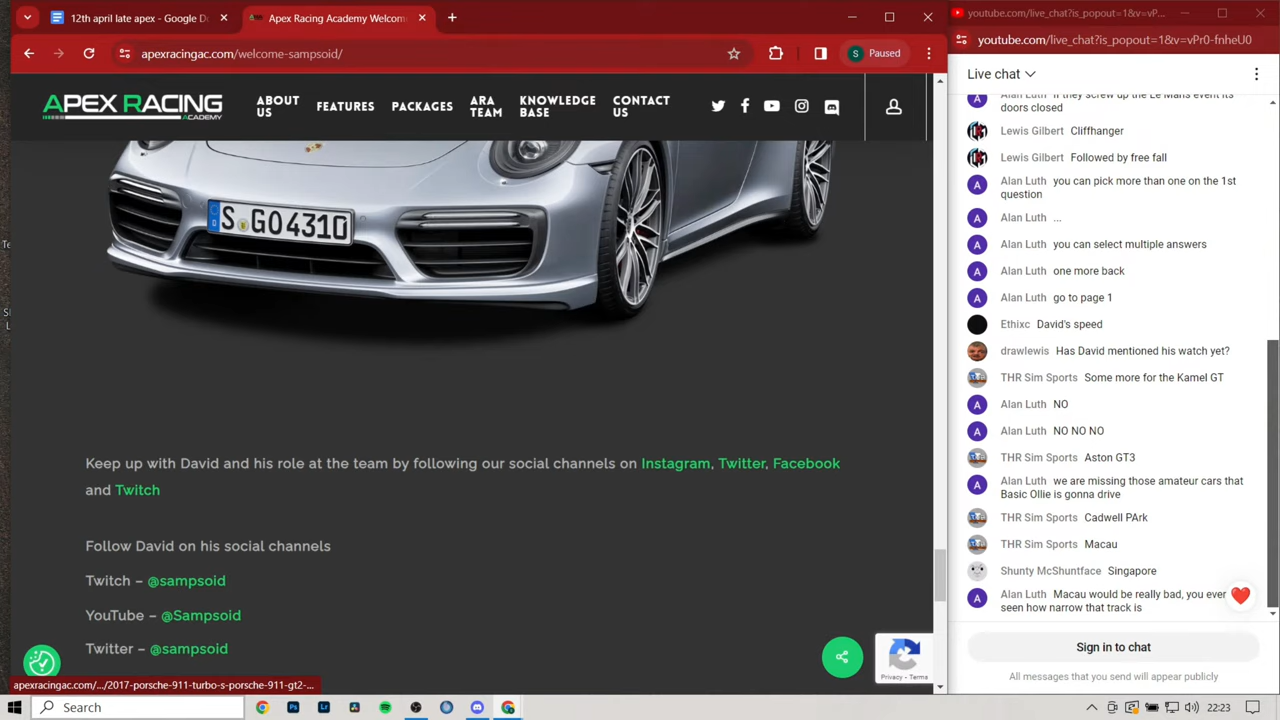 12th april late apex - Google D
Apex Racing Academy Welcom
apexracingac.com/welcome-sampsoid/
S Paused
APEX RACING
ACADEMY
ABOUT
US
FEATURES
PACKAGES
ARA
TEAM
KNOWLEDGE
BASE
CONTACT
US
S GO 4310
Keep up with David and his role at the team by following our social channels on Instagram, Twitter, Facebook
and Twitch
Follow David on his social channels
Twitch – @sampsoid
YouTube – @Sampsoid
Twitter – @sampsoid
Privacy - Terms
apexracingac.com/.../2017-porsche-911-turbo-s-porsche-911-gt2-...
youtube.com/live_chat?is_popout=1&v=vP...
youtube.com/live_chat?is_popout=1&v=vPr0-fnheU0
Live chat
Alan Luth If they screw up the Le Mans event its
doors closed
Lewis Gilbert Cliffhanger
Lewis Gilbert Followed by free fall
Alan Luth you can pick more than one on the 1st
question
Alan Luth ...
Alan Luth you can select multiple answers
Alan Luth one more back
Alan Luth go to page 1
Ethixc David's speed
drawlewis Has David mentioned his watch yet?
THR Sim Sports Some more for the Kamel GT
Alan Luth NO
Alan Luth NO NO NO
THR Sim Sports Aston GT3
Alan Luth we are missing those amateur cars that
Basic Ollie is gonna drive
THR Sim Sports Cadwell PArk
THR Sim Sports Macau
Shunty McShuntface Singapore
Alan Luth Macau would be really bad, you ever
seen how narrow that track is
Sign in to chat
All messages that you send will appear publicly
Search
22:23